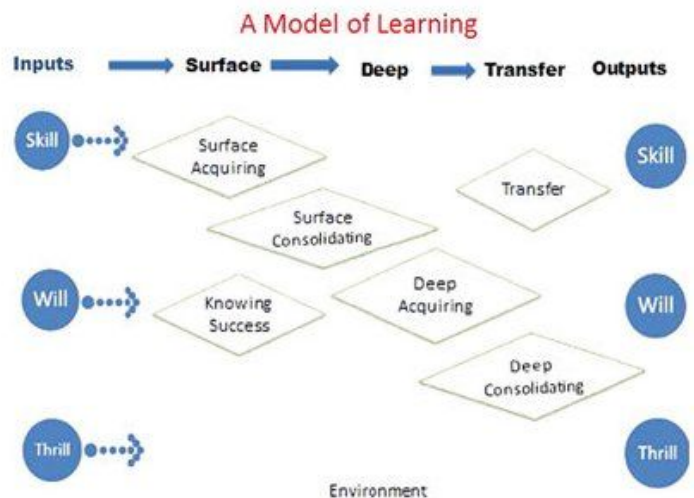 A Model of Learning
Inputs Surface Deep Transfer Outputs
Skill
Surface
Acquiring
Transfer
Skill
Surface
Consolidating
Will
Knowing
Success
Deep
Acquiring
Will
Deep
Consolidating
Thrill
Thrill
Environment